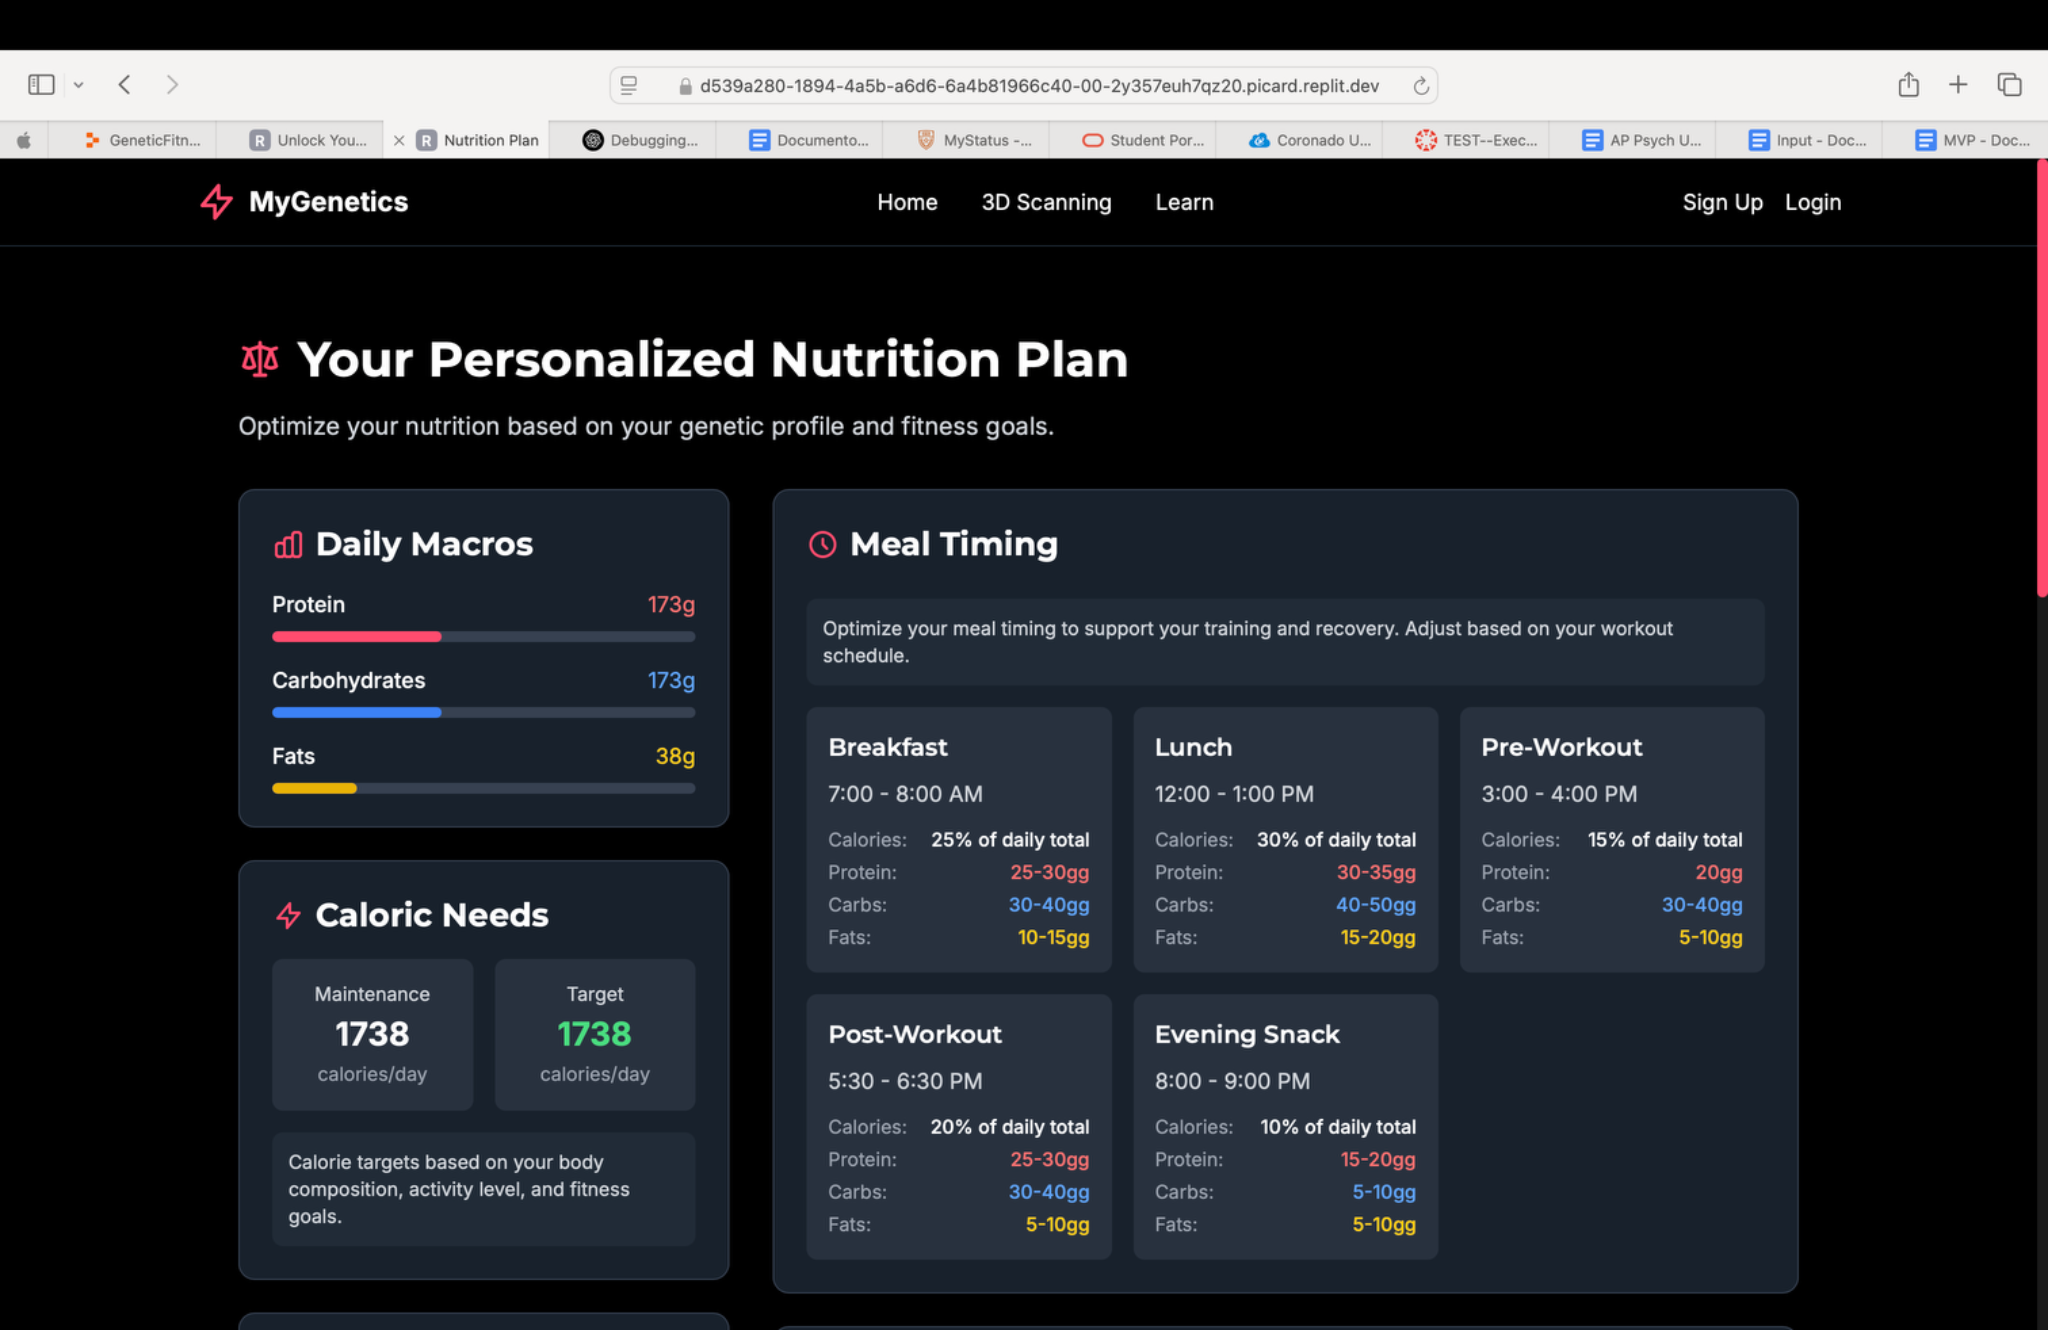 d539a280-1894-4a5b-a6d6-6a4b81966c40-00-2y357euh7qz20.picard.replit.dev
GeneticFitn...
Unlock You...
Nutrition Plan
Debugging...
Documento...
MyStatus -...
Student Por...
Coronado U...
TEST--Exec...
AP Psych U...
Input - Doc...
MVP - Doc...
MyGenetics
Home
3D Scanning
Learn
Sign Up
Login
Your Personalized Nutrition Plan
Optimize your nutrition based on your genetic profile and fitness goals.
Daily Macros
Protein 173g
Carbohydrates 173g
Fats 38g
Caloric Needs
Maintenance
1738
calories/day
Target
1738
calories/day
Calorie targets based on your body
composition, activity level, and fitness
goals.
Meal Timing
Optimize your meal timing to support your training and recovery. Adjust based on your workout
schedule.
Breakfast
7:00 - 8:00 AM
Calories: 25% of daily total
Protein: 25-30gg
Carbs: 30-40gg
Fats: 10-15gg
Lunch
12:00 - 1:00 PM
Calories: 30% of daily total
Protein: 30-35gg
Carbs: 40-50gg
Fats: 15-20gg
Pre-Workout
3:00 - 4:00 PM
Calories: 15% of daily total
Protein: 20gg
Carbs: 30-40gg
Fats: 5-10gg
Post-Workout
5:30 - 6:30 PM
Calories: 20% of daily total
Protein: 25-30gg
Carbs: 30-40gg
Fats: 5-10gg
Evening Snack
8:00 - 9:00 PM
Calories: 10% of daily total
Protein: 15-20gg
Carbs: 5-10gg
Fats: 5-10gg